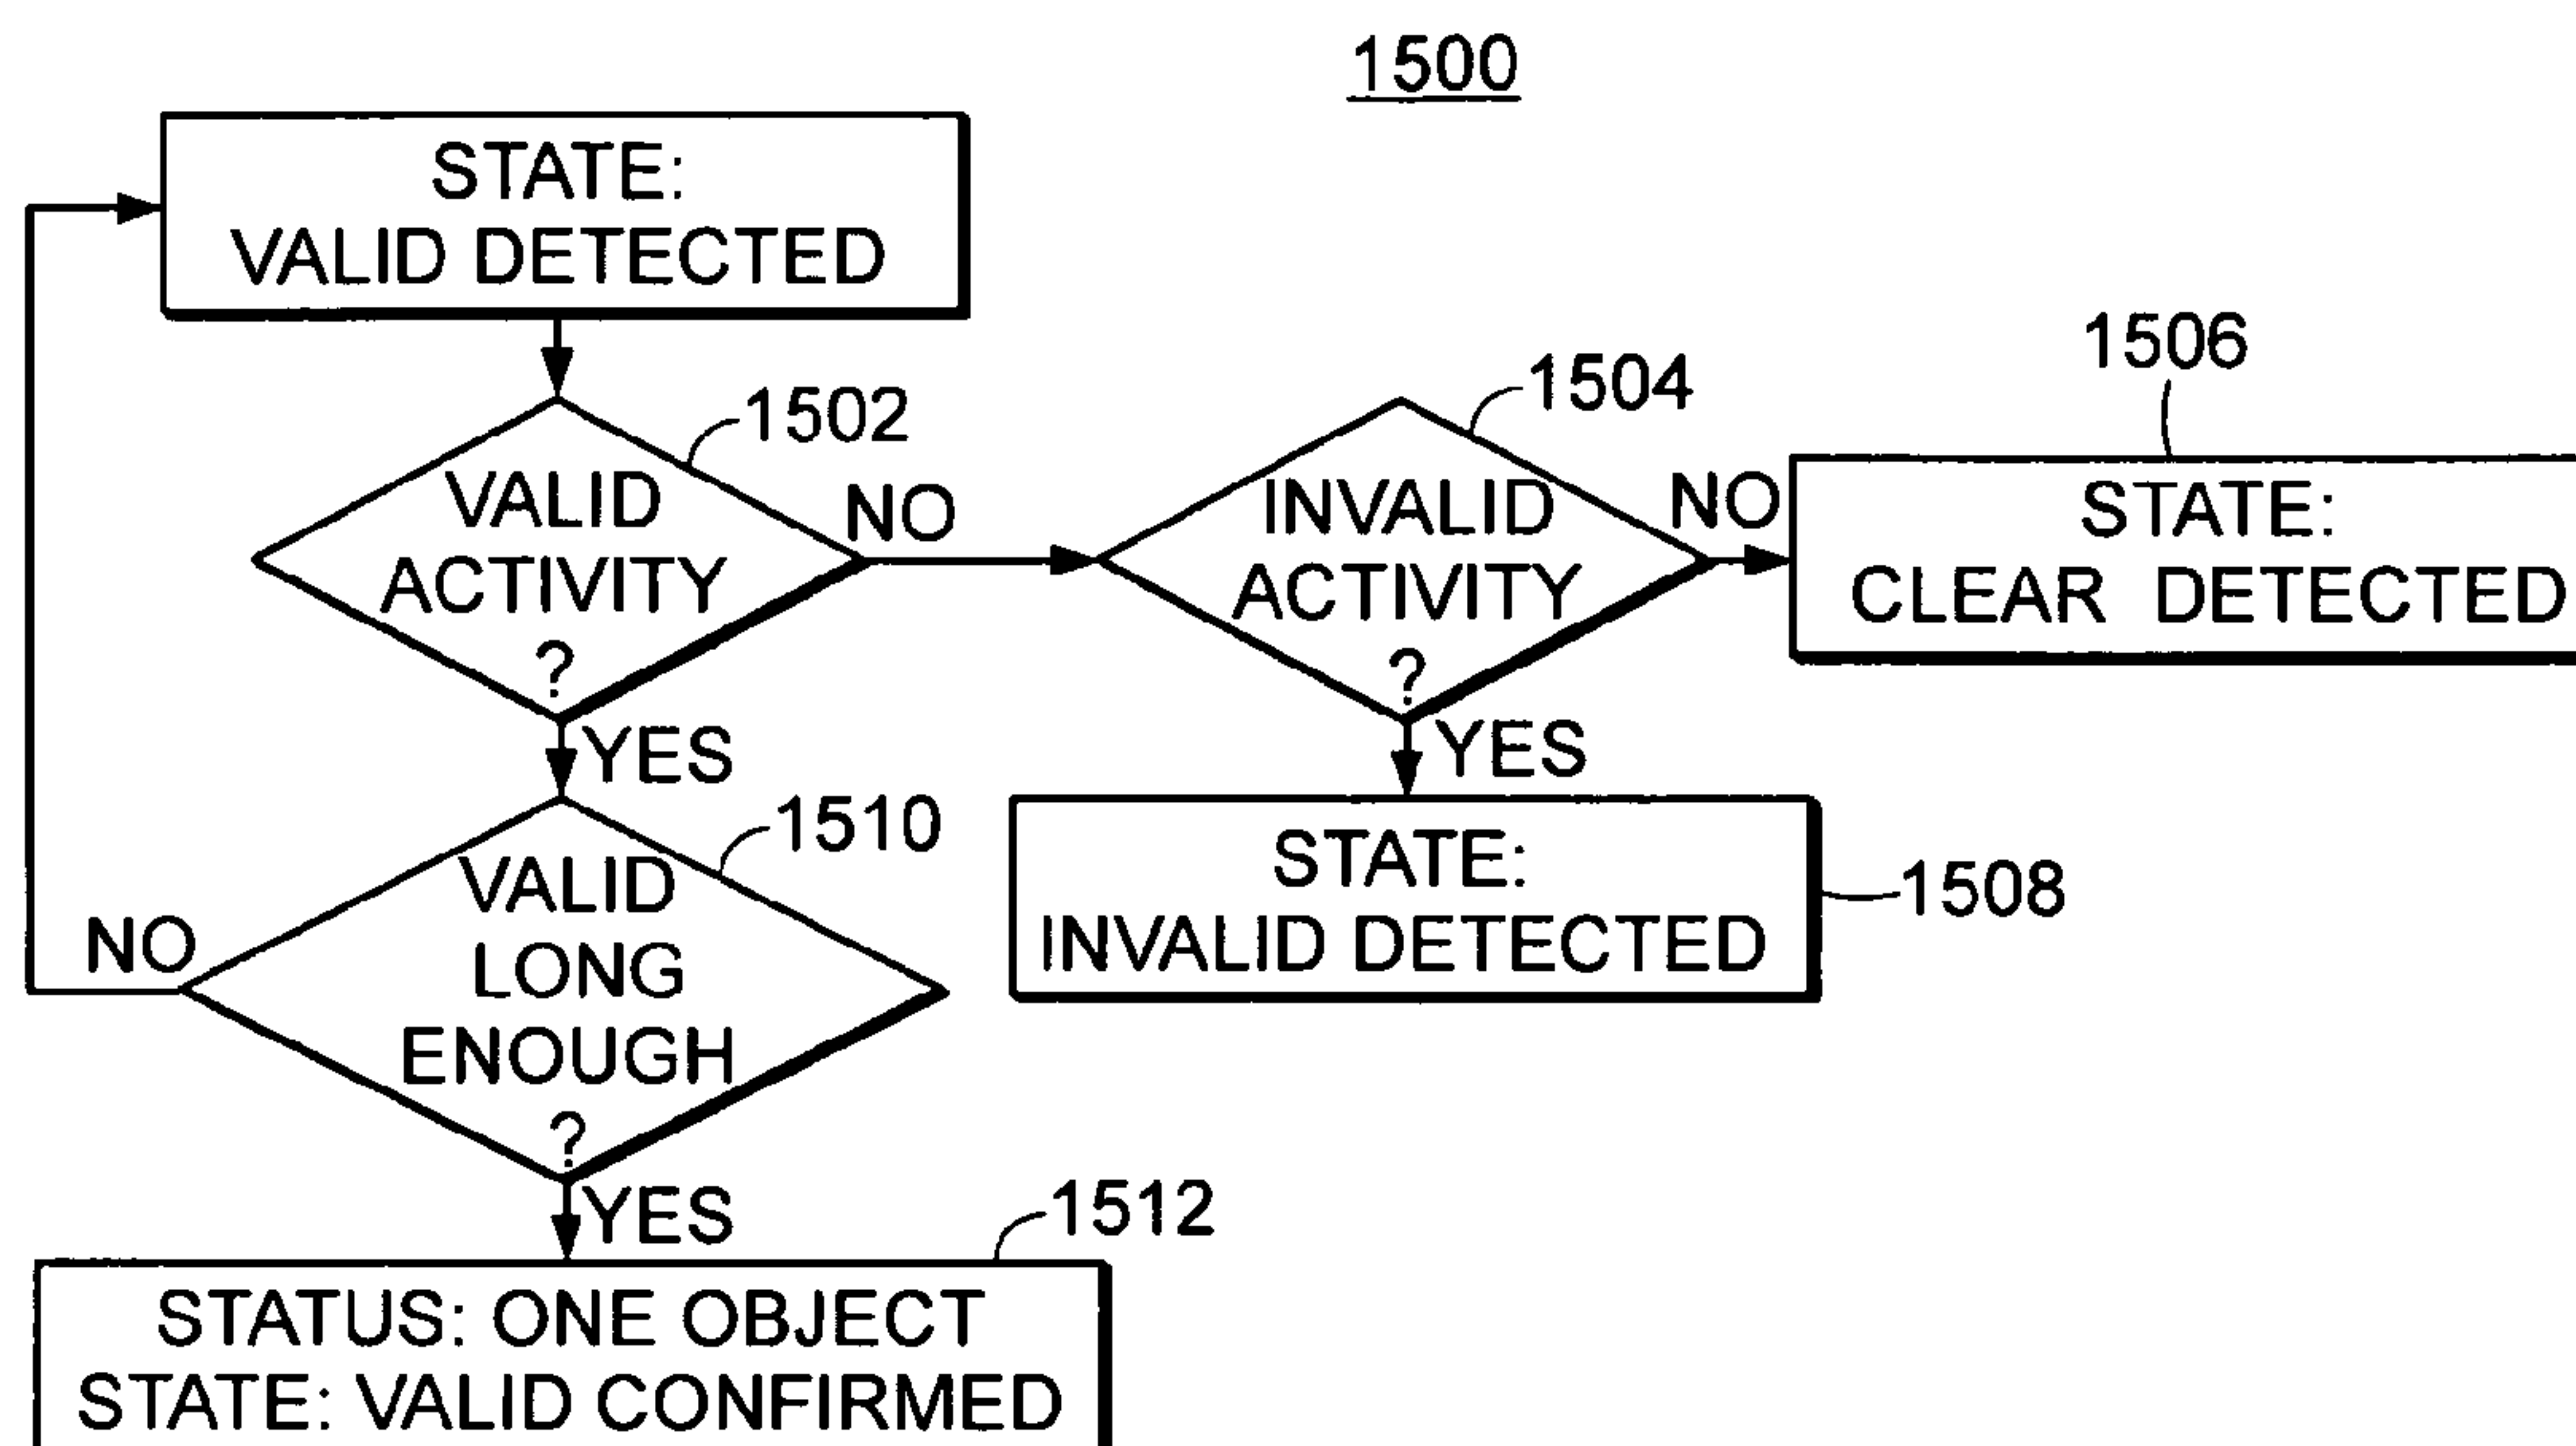 1500
STATE:
VALID DETECTED
1502
VALID
ACTIVITY
?
NO
YES
1504
INVALID
ACTIVITY
?
NO
YES
1506
STATE:
CLEAR DETECTED
STATE:
INVALID DETECTED
1508
1510
VALID
LONG
ENOUGH
?
NO
YES
1512
STATUS: ONE OBJECT
STATE: VALID CONFIRMED